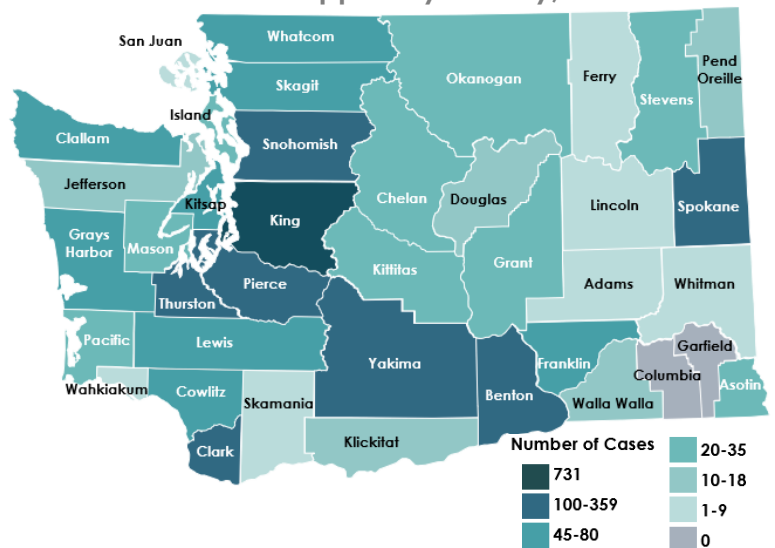 San Juan
Whatcom
Skagit
Island
Clallam
Snohomish
Jefferson
Kitsap
King
Grays
Harbor
Mason
Pierce
Thurston
Pacific
Lewis
Wahkiakum
Cowlitz
Skamania
Clark
Okanogan
Ferry
Stevens
Pend
Oreille
Chelan
Douglas
Lincoln
Spokane
Kittitas
Grant
Adams
Whitman
Yakima
Benton
Franklin
Columbia
Garfield
Asotin
Walla Walla
Klickitat
Number of Cases
731
100-359
45-80
20-35
10-18
1-9
0